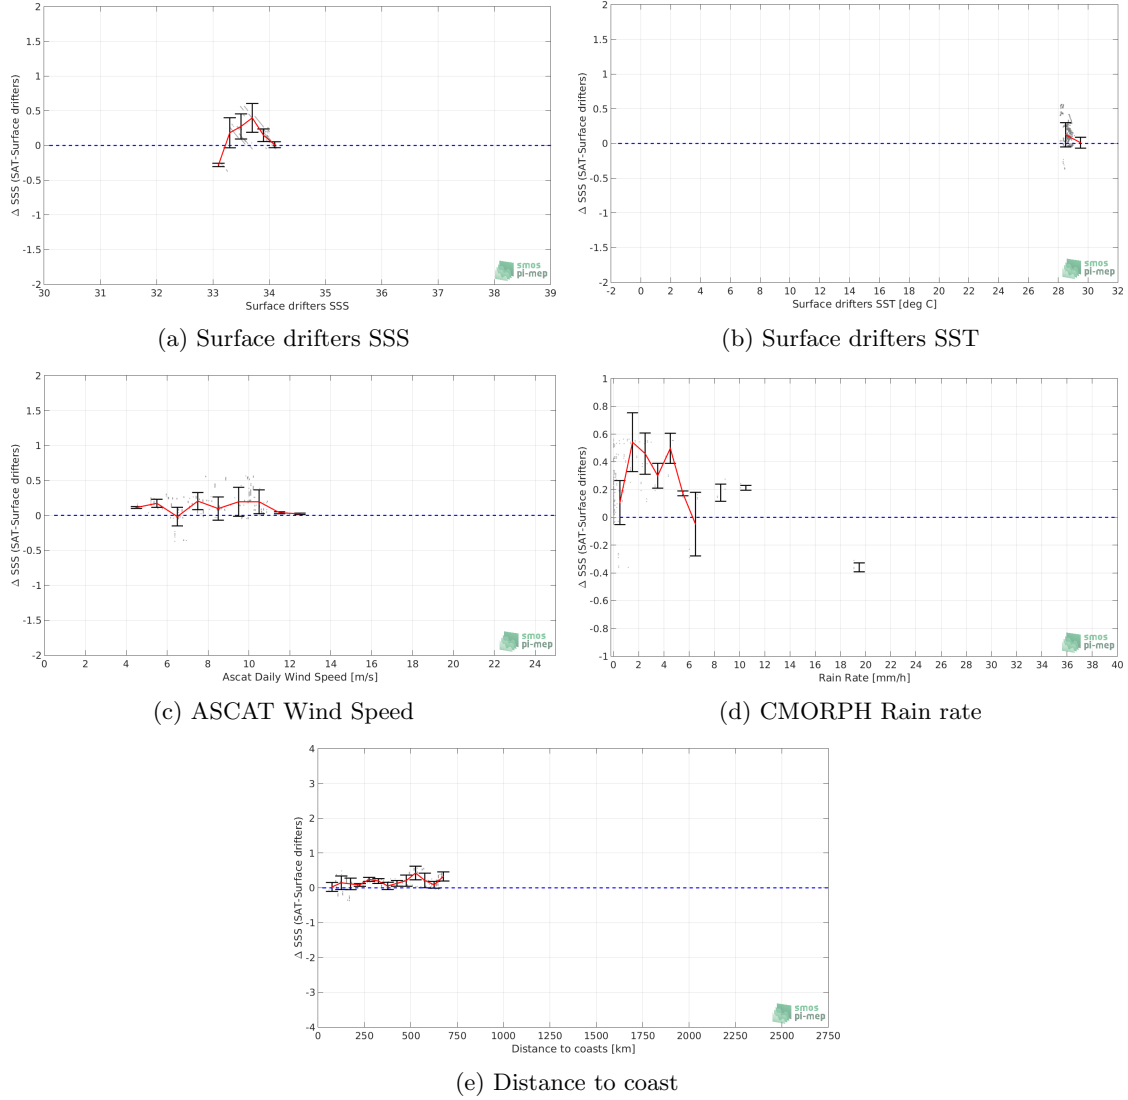 2
1.5
1
0.5
0
-0.5
-1
-1.5
-2
Δ SSS (SAT-Surface drifters)
30 31 32 33 34 35 36 37 38 39
Surface drifters SSS
smos
pi-mep
(a) Surface drifters SSS
2
1.5
1
0.5
0
-0.5
-1
-1.5
-2
Δ SSS (SAT-Surface drifters)
-2 0 2 4 6 8 10 12 14 16 18 20 22 24 26 28 30 32
Surface drifters SST [deg C]
smos
pi-mep
(b) Surface drifters SST
2
1.5
1
0.5
0
-0.5
-1
-1.5
-2
Δ SSS (SAT-Surface drifters)
0 2 4 6 8 10 12 14 16 18 20 22 24
Ascat Daily Wind Speed [m/s]
smos
pi-mep
(c) ASCAT Wind Speed
1
0.8
0.6
0.4
0.2
0
-0.2
-0.4
-0.6
-0.8
-1
Δ SSS (SAT-Surface drifters)
0 2 4 6 8 10 12 14 16 18 20 22 24 26 28 30 32 34 36 38 40
Rain Rate [mm/h]
smos
pi-mep
(d) CMORPH Rain rate
4
3
2
1
0
-1
-2
-3
-4
Δ SSS (SAT-Surface drifters)
0 250 500 750 1000 1250 1500 1750 2000 2250 2500 2750
Distance to coasts [km]
smos
pi-mep
(e) Distance to coast